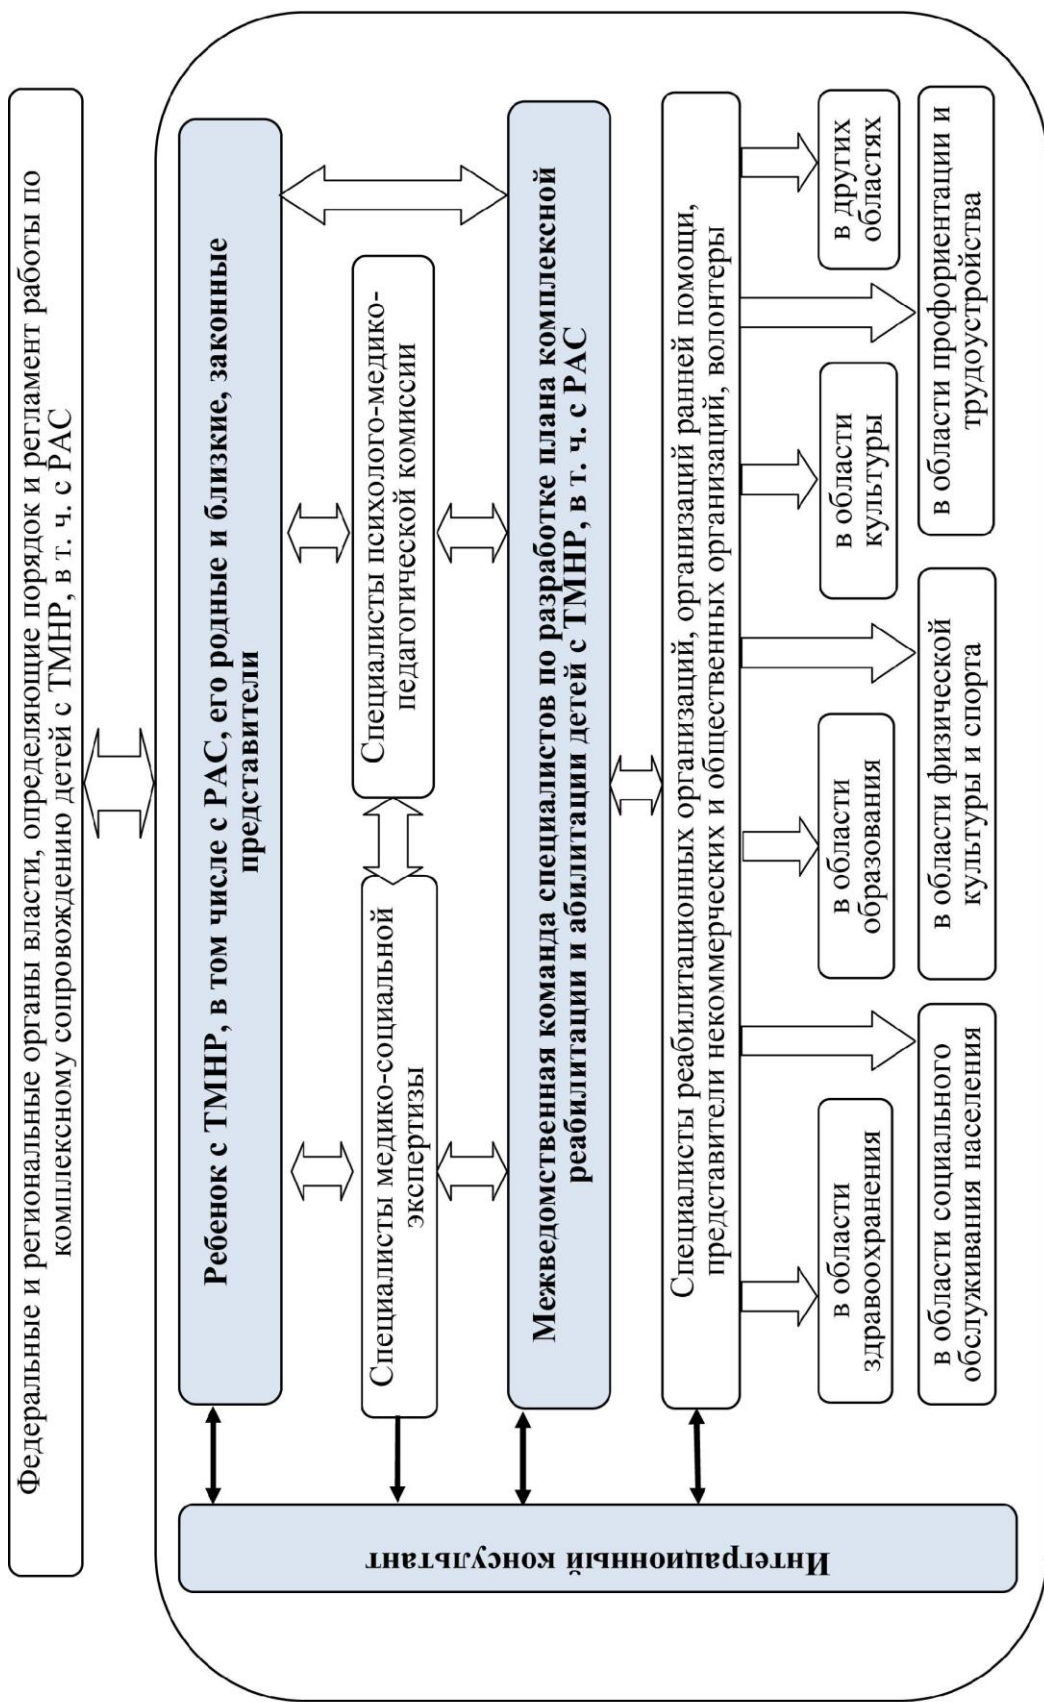 Федеральные и региональные органы власти, определяющие порядок и регламент работы по
комплексному сопровождению детей с ТМНР, в т. ч. с РАС
Интеграционный консультант
Ребенок с ТМНР, в том числе с РАС, его родные и близкие, законные
представители
Специалисты медико-социальной
экспертизы
Специалисты психолого-медико-
педагогической комиссии
Межведомственная команда специалистов по разработке плана комплексной
реабилитации и абилитации детей с ТМНР, в т. ч. с РАС
Специалисты реабилитационных организаций, организаций ранней помощи,
представители некоммерческих и общественных организаций, волонтеры
в области
здравоохранения
в области
образования
в области
культуры
в других
областях
в области социального
обслуживания населения
в области физической
культуры и спорта
в области профориентации и
трудоустройства